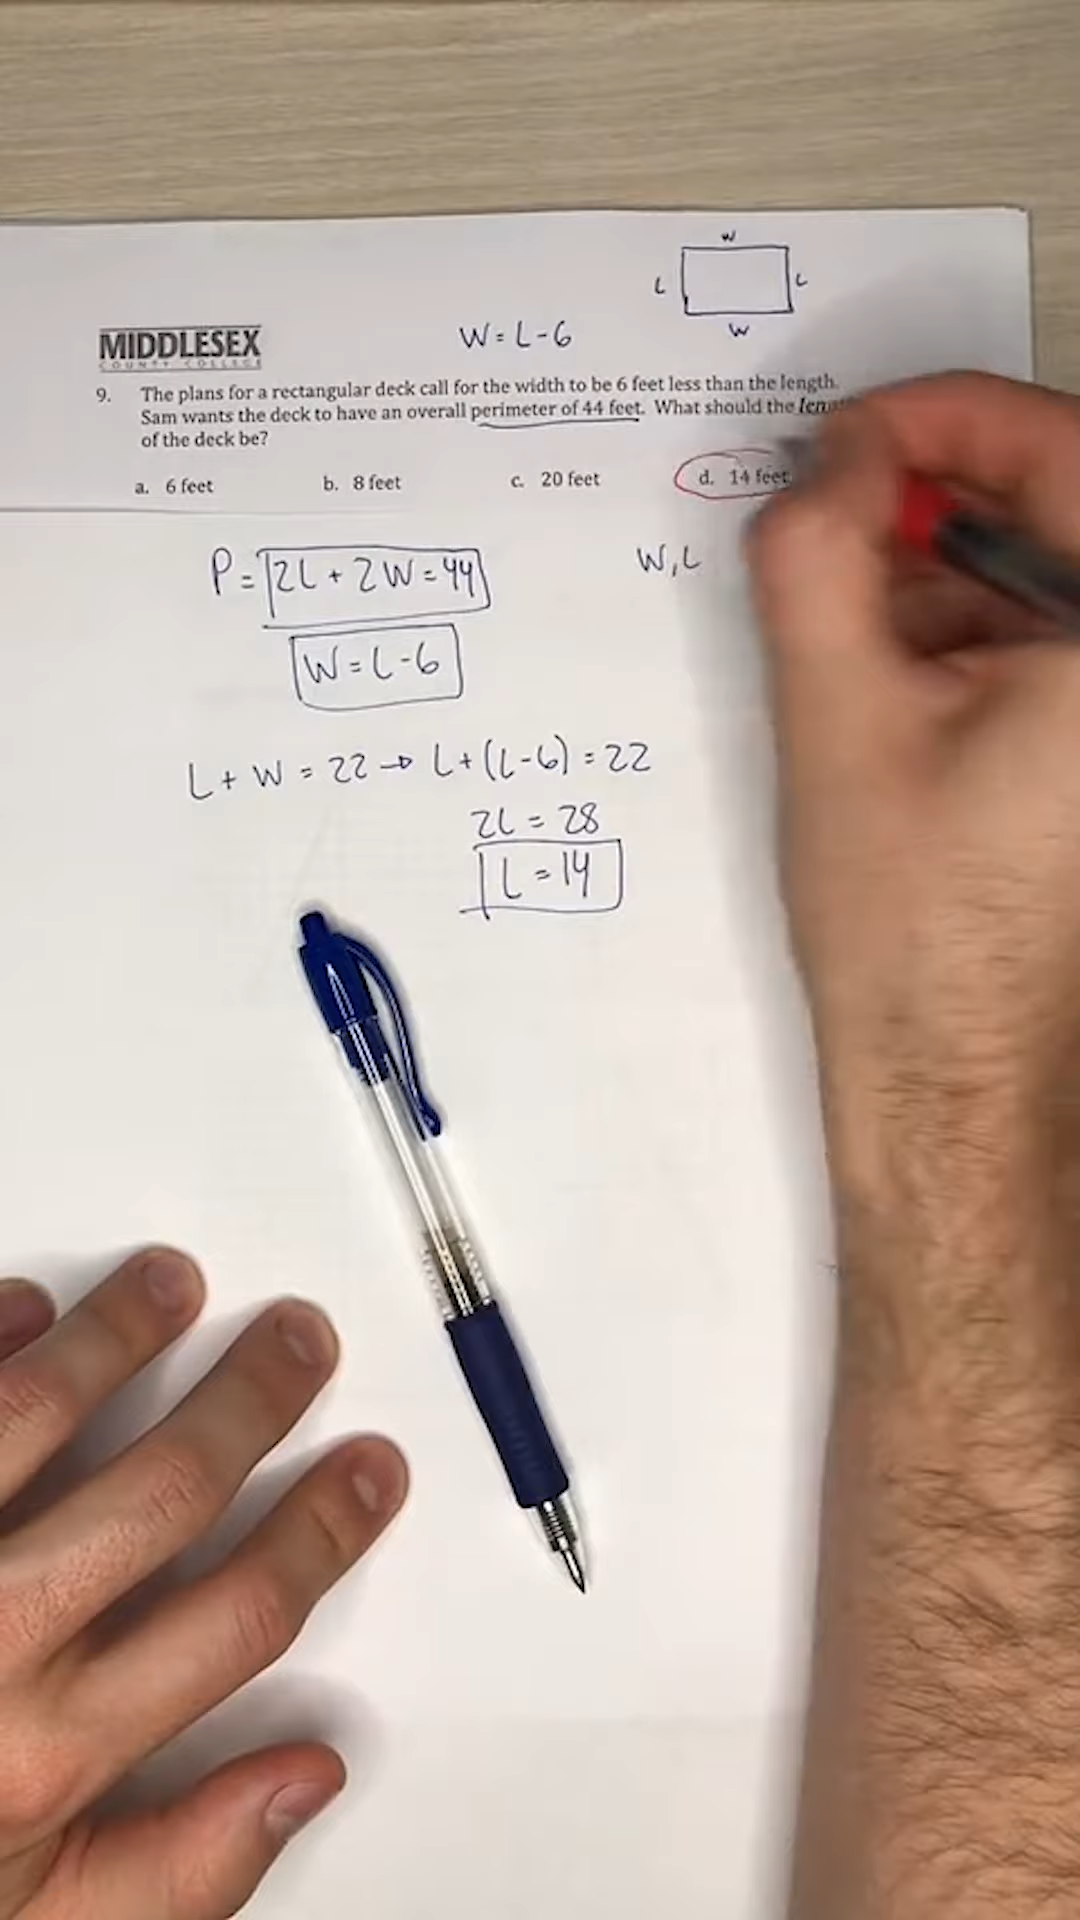 W
L L
W
W = L - 6
MIDDLESEX
COUNTY COLLEGE
9. The plans for a rectangular deck call for the width to be 6 feet less than the length.
Sam wants the deck to have an overall perimeter of 44 feet. What should the
of the deck be?
a. 6 feet b. 8 feet c. 20 feet d. 14 feet
P = 2L + 2W = 44 W, L
W = L - 6
L + W = 22 → L + (L - 6) = 22
2L = 28
L = 14